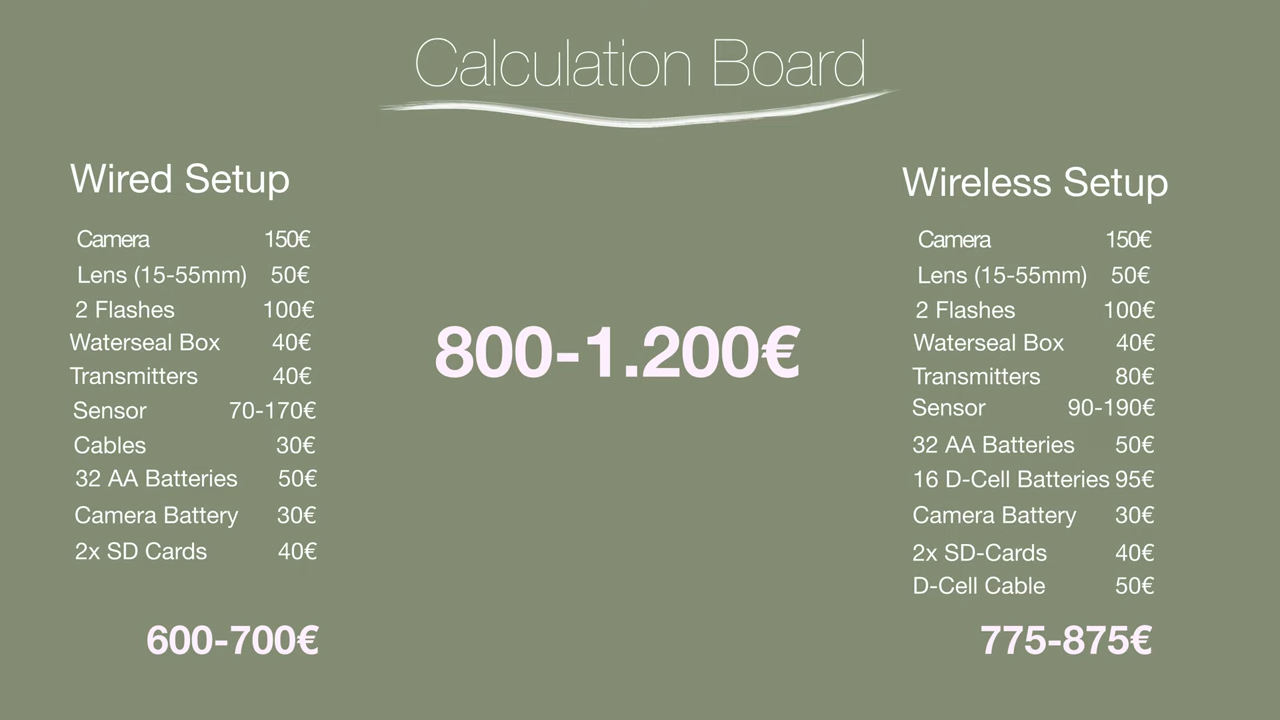 Calculation Board
Wired Setup
Camera 150€
Lens (15-55mm) 50€
2 Flashes 100€
Waterseal Box 40€
Transmitters 40€
Sensor 70-170€
Cables 30€
32 AA Batteries 50€
Camera Battery 30€
2x SD Cards 40€
600-700€
800-1.200€
Wireless Setup
Camera 150€
Lens (15-55mm) 50€
2 Flashes 100€
Waterseal Box 40€
Transmitters 80€
Sensor 90-190€
32 AA Batteries 50€
16 D-Cell Batteries 95€
Camera Battery 30€
2x SD-Cards 40€
D-Cell Cable 50€
775-875€